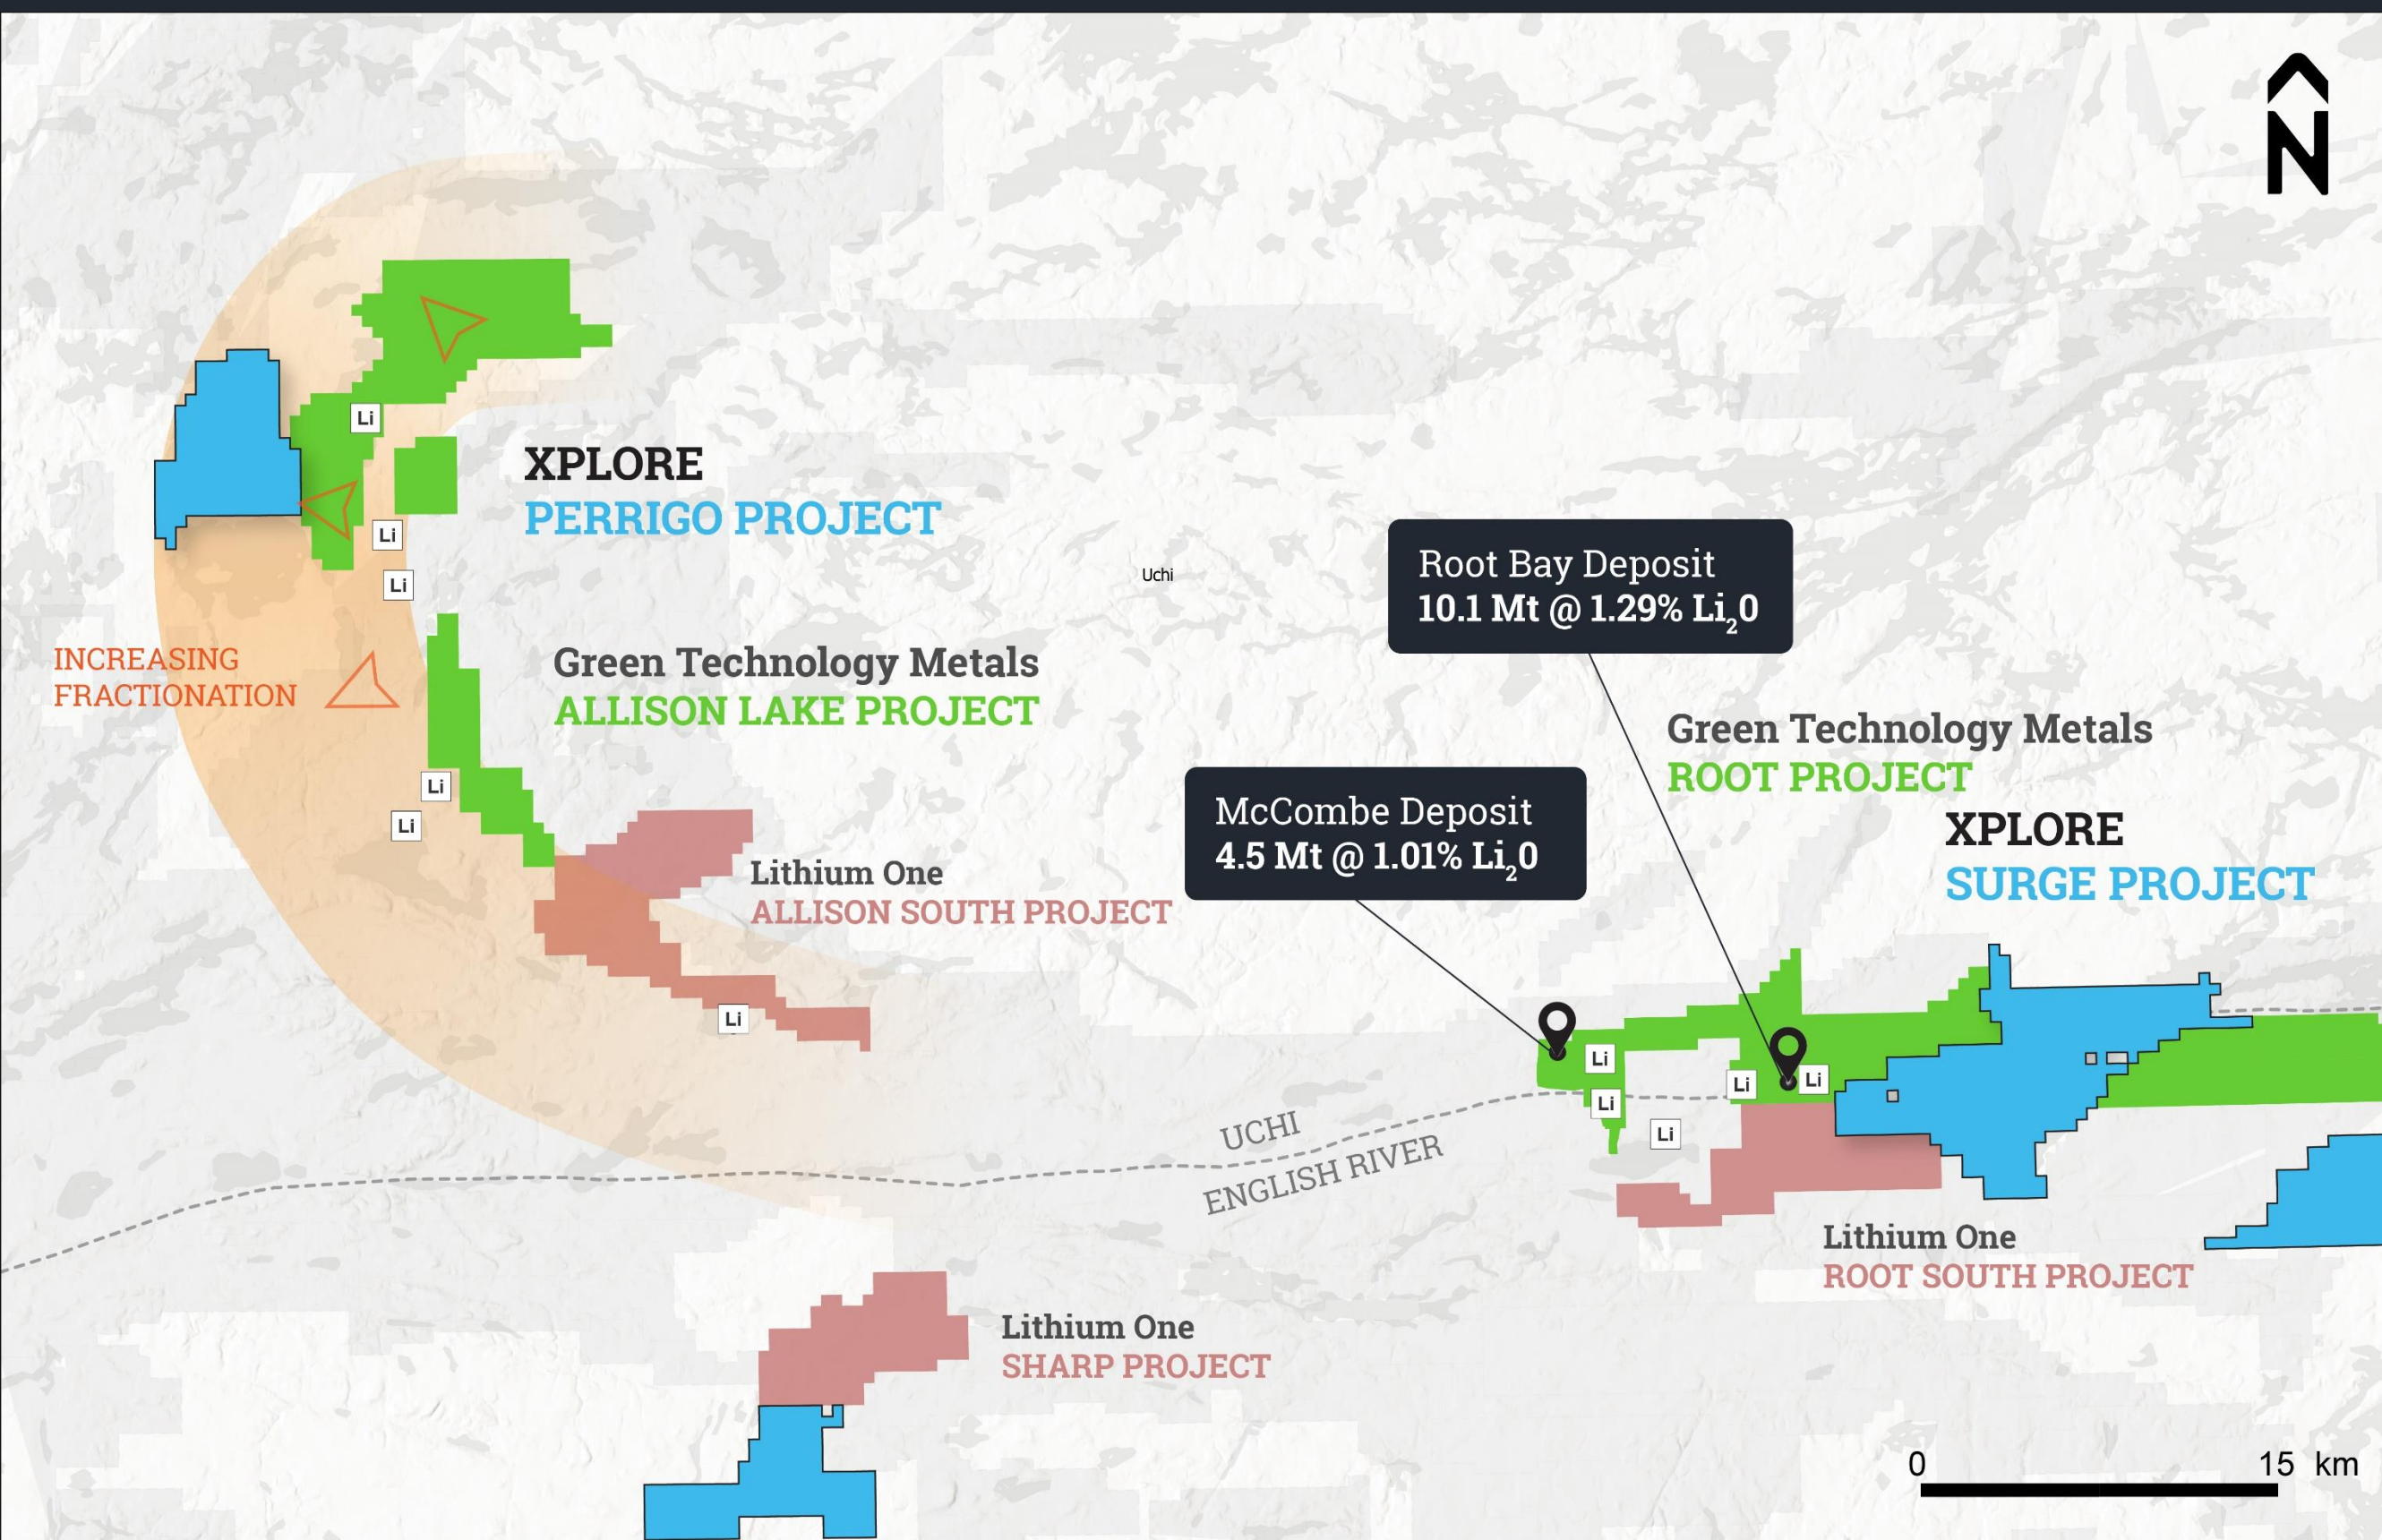 N
Li
XPLORE
PERRIGO PROJECT
Li
Li
Uchi
Root Bay Deposit
10.1 Mt @ 1.29% Li₂0
INCREASING
FRACTIONATION
Green Technology Metals
ALLISON LAKE PROJECT
Green Technology Metals
ROOT PROJECT
Li
Li
McCombe Deposit
4.5 Mt @ 1.01% Li₂0
XPLORE
SURGE PROJECT
Lithium One
ALLISON SOUTH PROJECT
Li
Li
Li
Li
Li
Li
UCHI
ENGLISH RIVER
Lithium One
ROOT SOUTH PROJECT
Lithium One
SHARP PROJECT
0 15 km